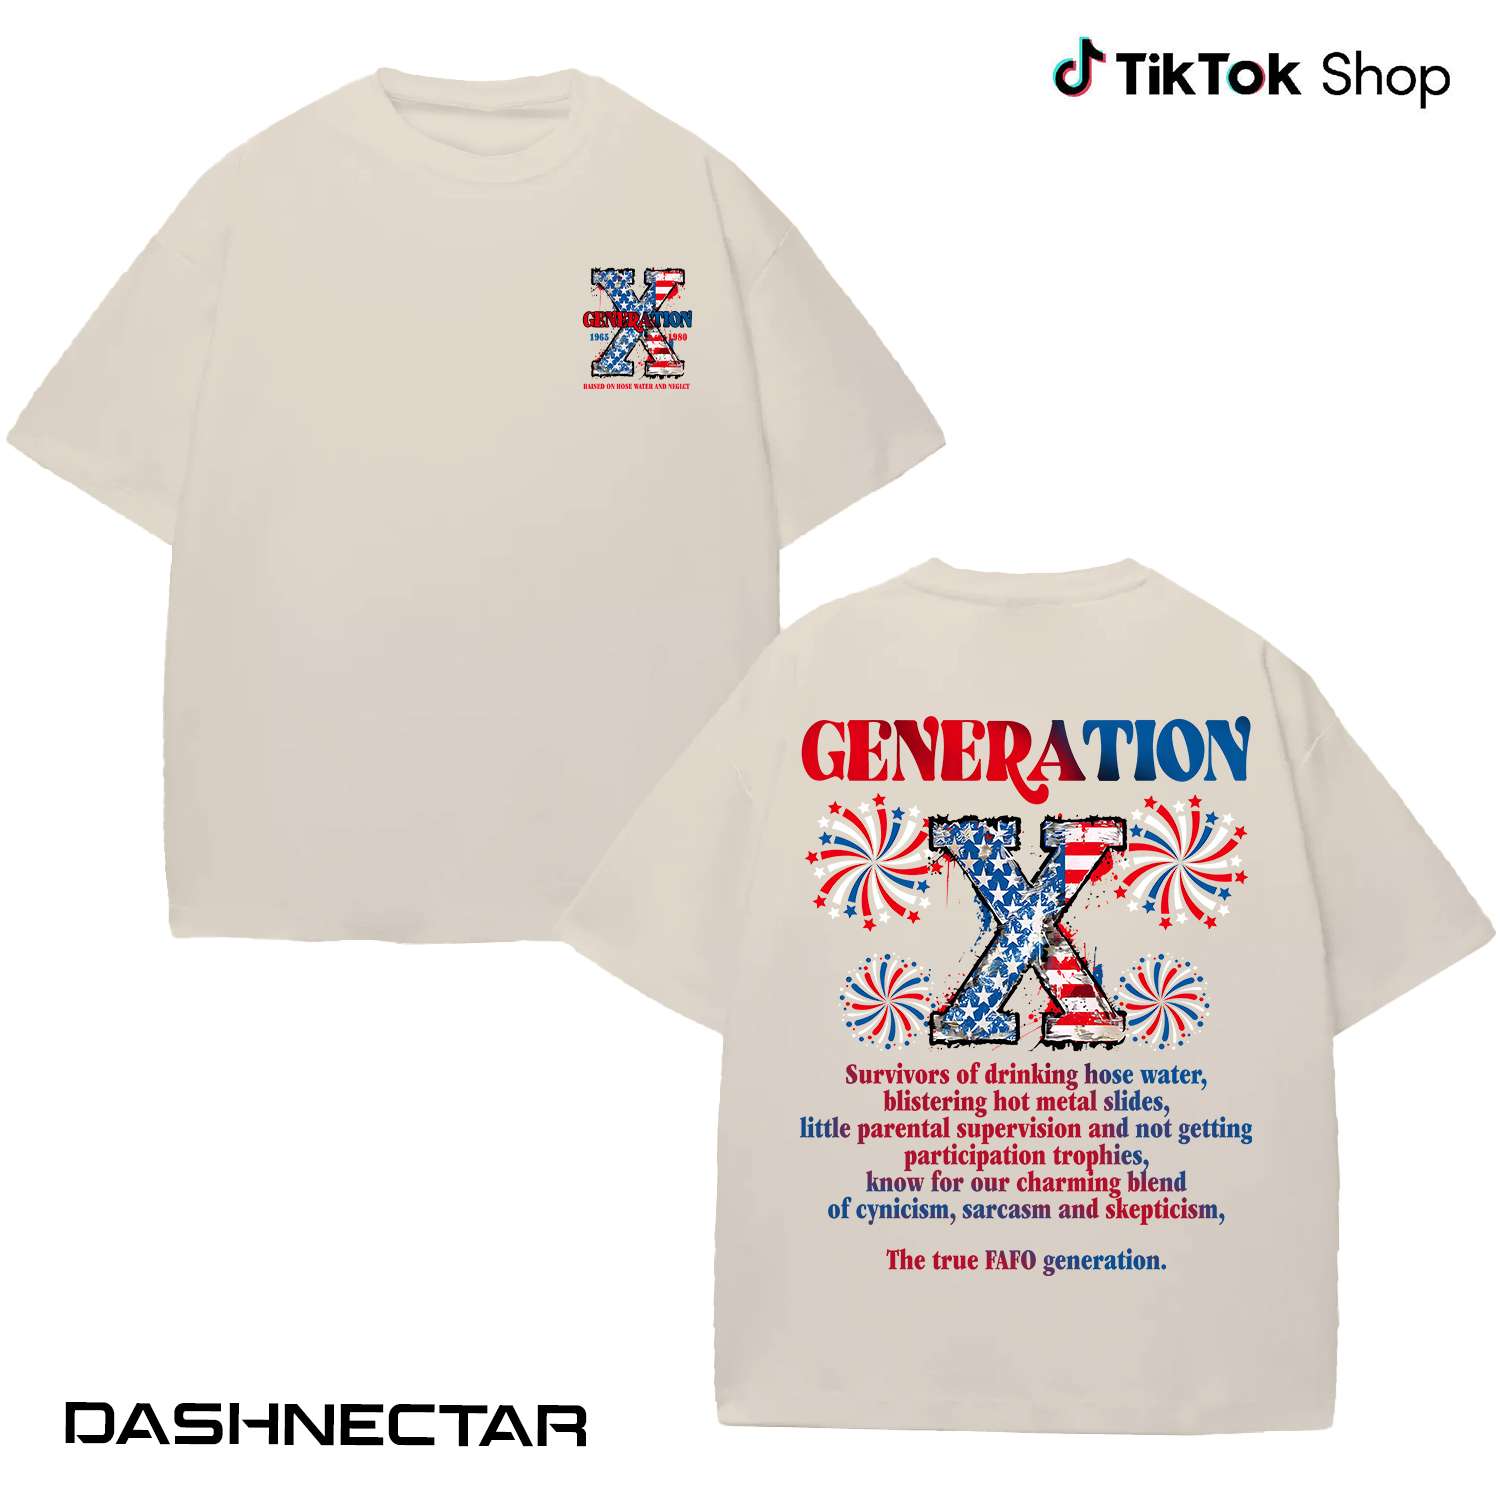 TikTok Shop
X
GENERATION
1965 1980
RAISED ON HOSE WATER AND NEGLCT
GENERATION
X
Survivors of drinking hose water,
blistering hot metal slides,
little parental supervision and not getting
participation trophies,
know for our charming blend
of cynicism, sarcasm and skepticism,
The true FAFO generation.
DASHNECTAR